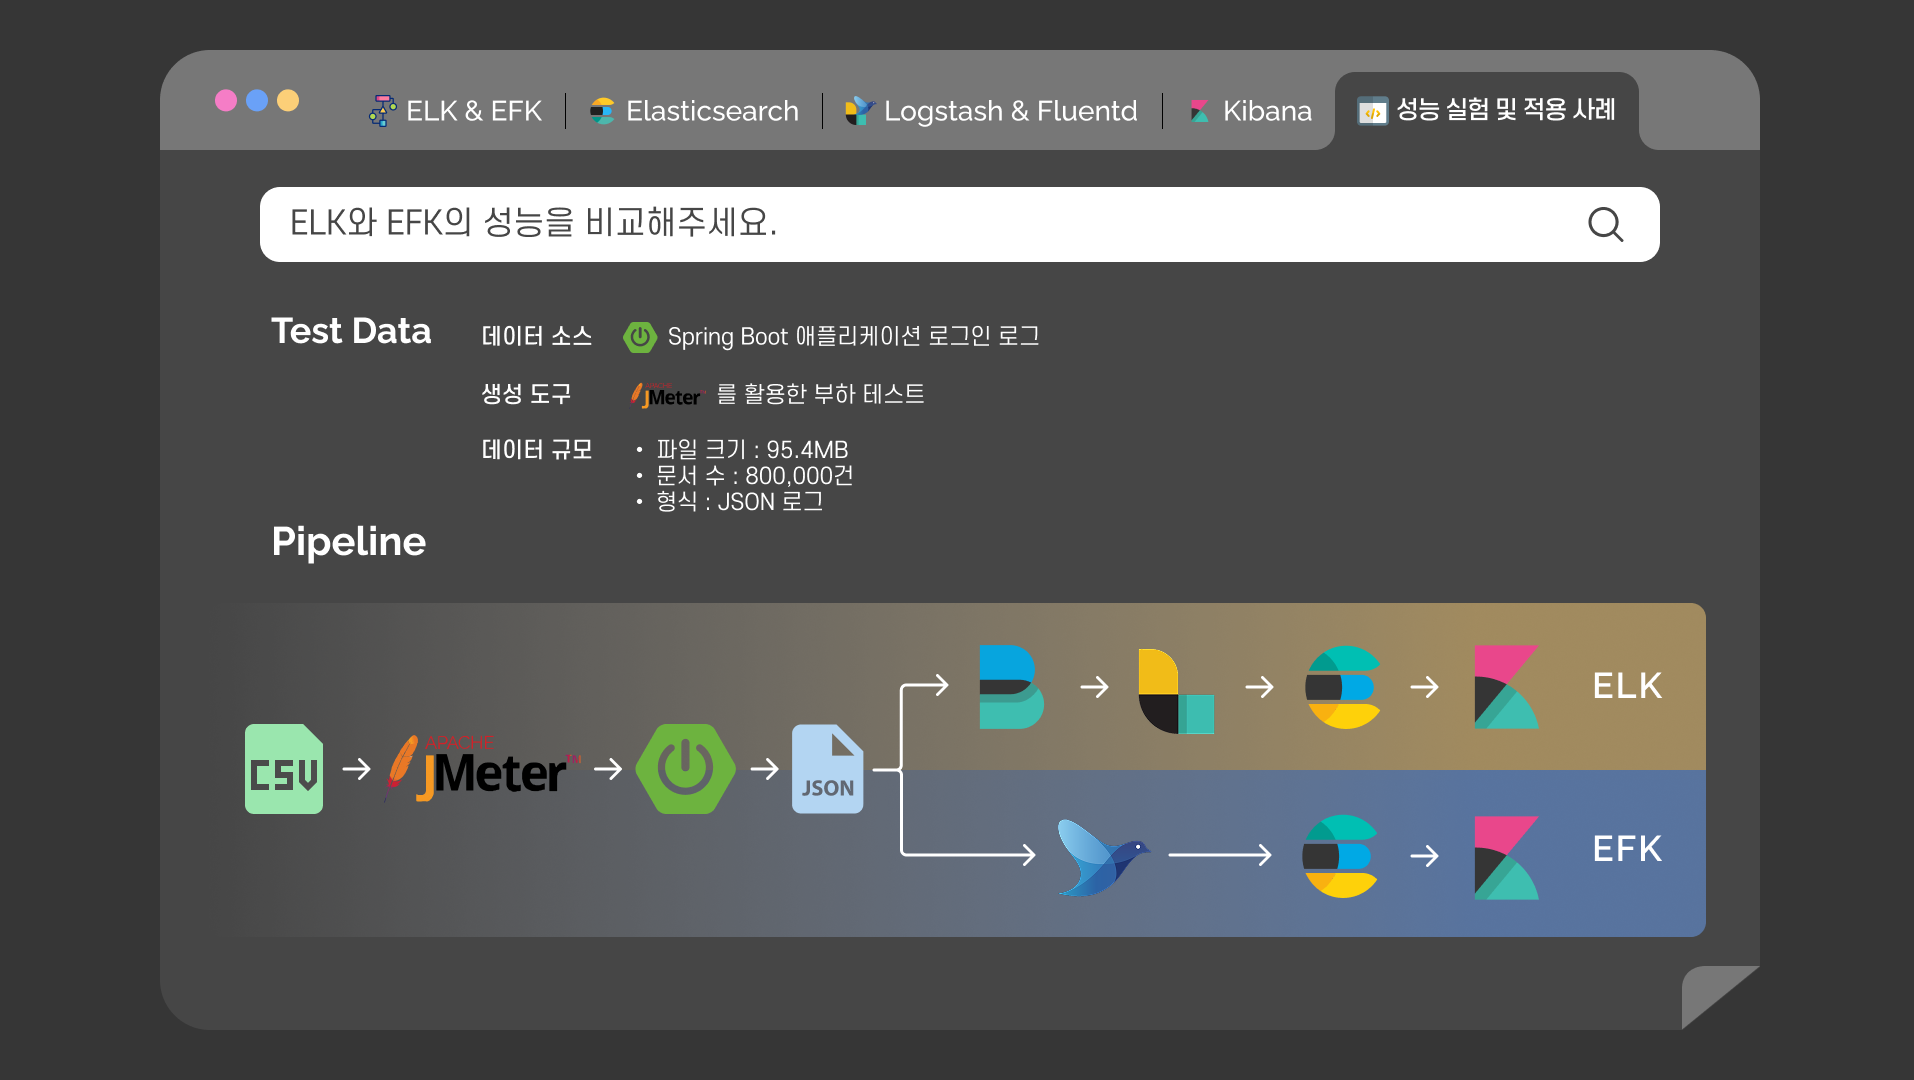 ELK & EFK
Elasticsearch
Logstash & Fluentd
Kibana
성능 실험 및 적용 사례
ELK와 EFK의 성능을 비교해주세요.
Test Data
데이터 소스
Spring Boot 애플리케이션 로그인 로그
생성 도구
APACHE JMeter™ 를 활용한 부하 테스트
데이터 규모
• 파일 크기 : 95.4MB
• 문서 수 : 800,000건
• 형식 : JSON 로그
Pipeline
CSV
APACHE
JMeter™
JSON
ELK
EFK